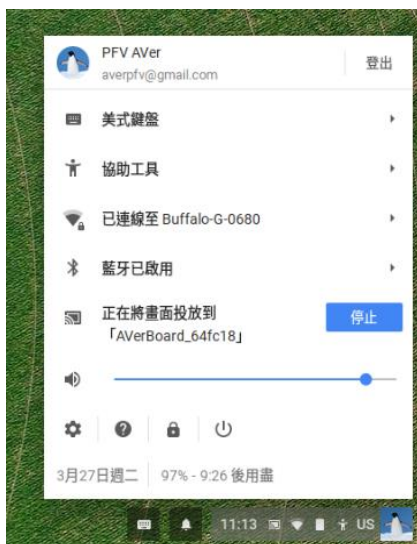 PFV AVer
averpfv@gmail.com
登出
美式鍵盤
協助工具
已連線至 Buffalo-G-0680
藍牙已啟用
正在將畫面投放到
「AVerBoard_64fc18」
停止
3月27日週二
97% - 9:26 後用盡
11:13
US